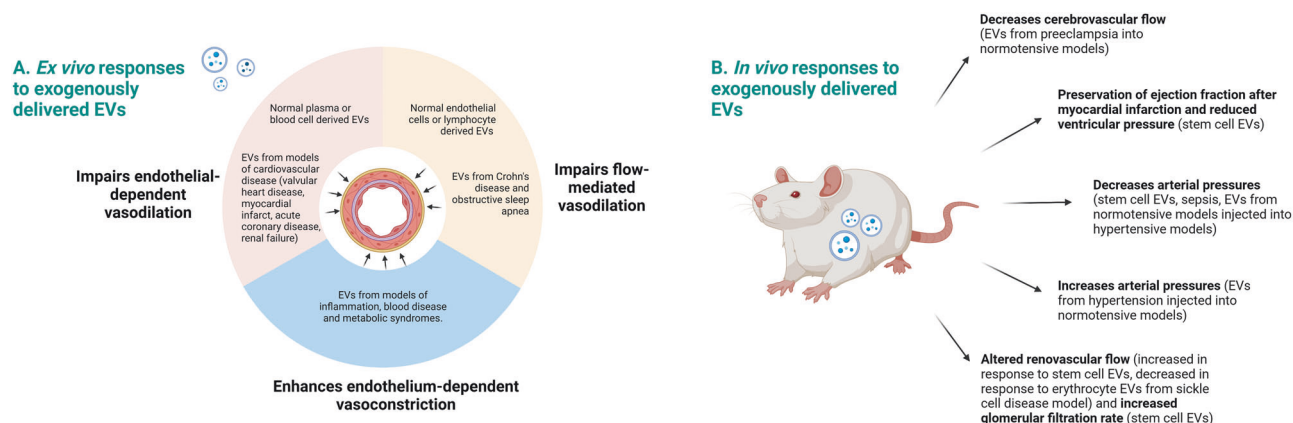 A. Ex vivo responses
to exogenously
delivered EVs
Normal plasma or
blood cell derived EVs
Normal endothelial
cells or lymphocyte
derived EVs
Impairs endothelial-
dependent
vasodilation
EVs from models
of cardiovascular
disease (valvular
heart disease,
myocardial
infarct, acute
coronary disease,
renal failure)
EVs from Crohn's
disease and
obstructive sleep
apnea
Impairs flow-
mediated
vasodilation
EVs from models of
inflammation, blood disease
and metabolic syndromes.
Enhances endothelium-dependent
vasoconstriction
B. In vivo responses to
exogenously delivered
EVs
Decreases cerebrovascular flow
(EVs from preeclampsia into
normotensive models)
Preservation of ejection fraction after
myocardial infarction and reduced
ventricular pressure (stem cell EVs)
Decreases arterial pressures
(stem cell EVs, sepsis, EVs from
normotensive models injected into
hypertensive models)
Increases arterial pressures (EVs
from hypertension injected into
normotensive models)
Altered renovascular flow (increased in
response to stem cell EVs, decreased in
response to erythrocyte EVs from sickle
cell disease model) and increased
glomerular filtration rate (stem cell EVs)